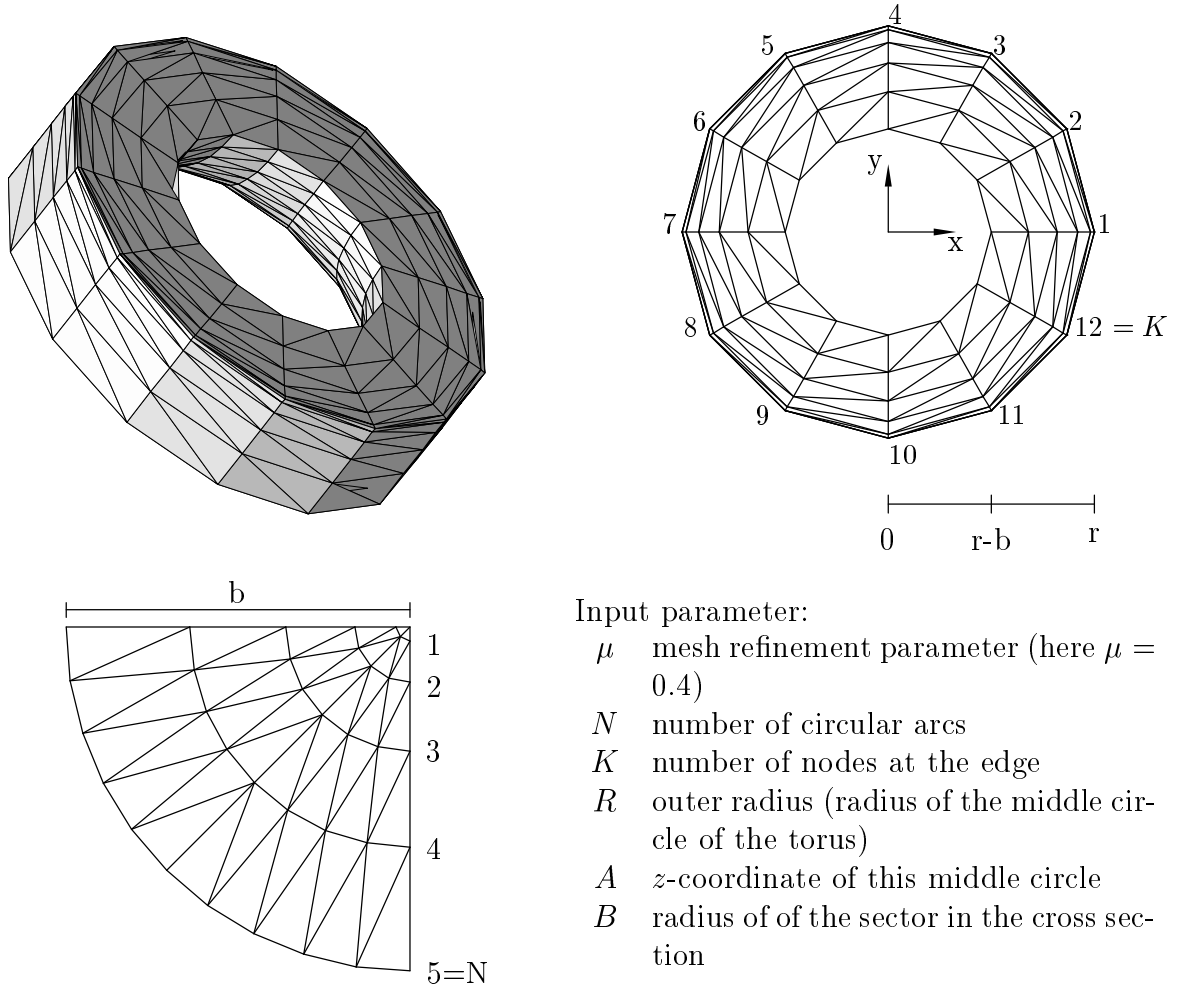 4
5
3
6
2
y
7
x
1
8
12 = K
9
11
10
0
r-b
r
b
1
2
3
4
5=N
Input parameter:
μ mesh refinement parameter (here μ =
0.4)
N number of circular arcs
K number of nodes at the edge
R outer radius (radius of the middle cir-
cle of the torus)
A z-coordinate of this middle circle
B radius of of the sector in the cross sec-
tion